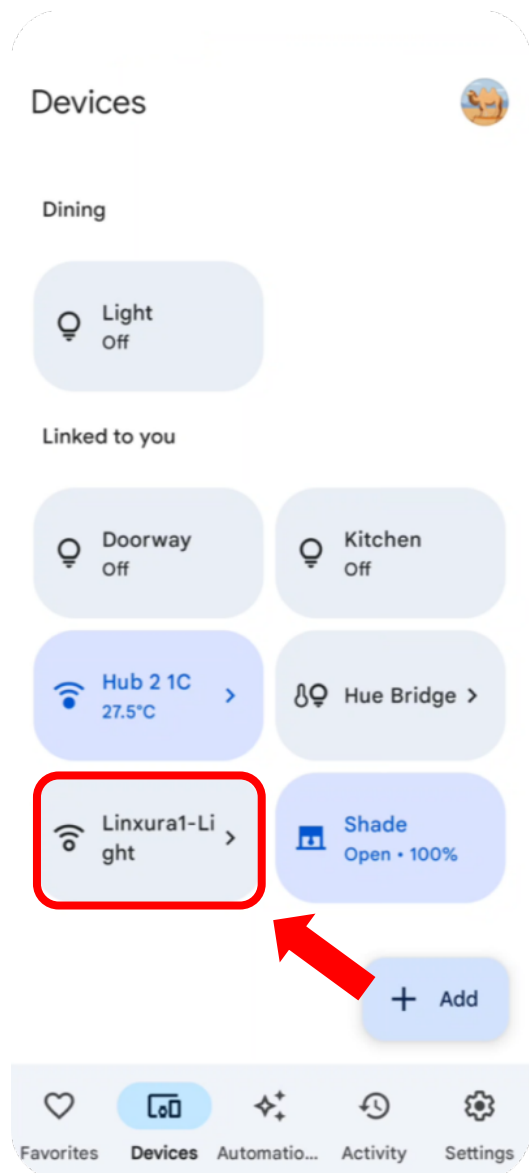 Devices
Dining
Light
Off
Linked to you
Doorway
Off
Kitchen
Off
Hub 2 1C
27.5°C
Hue Bridge
Linxura1-Li
ght
Shade
Open • 100%
+ Add
Favorites
Devices
Automatio...
Activity
Settings